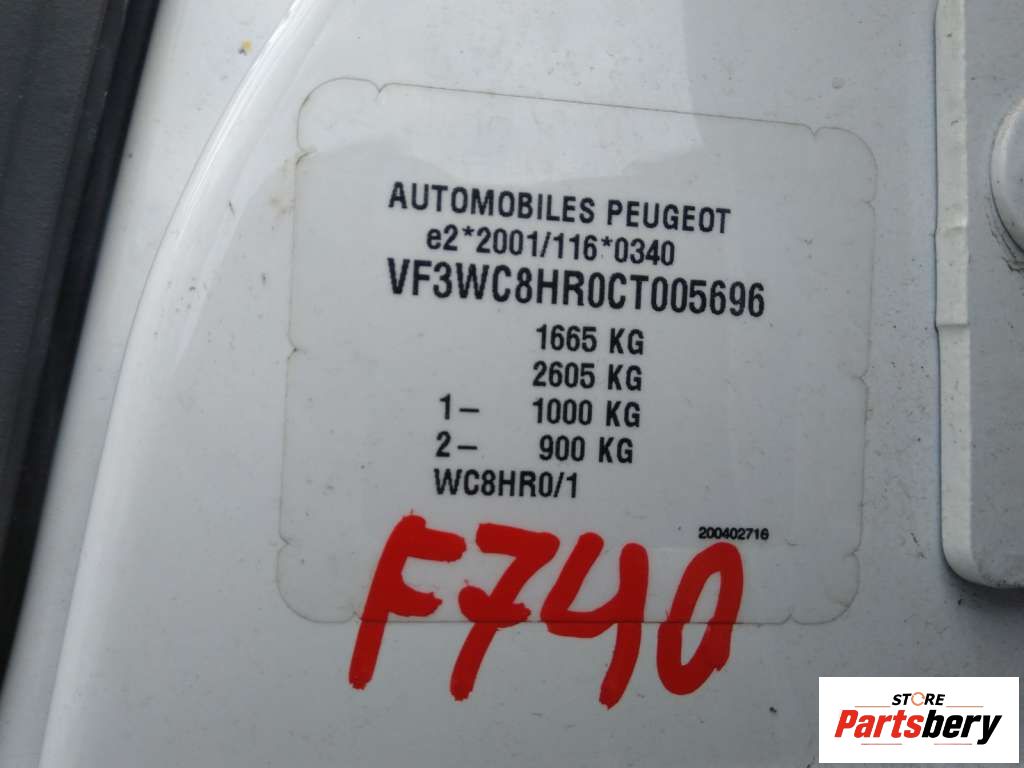 AUTOMOBILES PEUGEOT
e2*2001/116*0340
VF3WC8HR0CT005696
1665 KG
2605 KG
1– 1000 KG
2– 900 KG
WC8HR0/1
200402716
F740
STORE
Partsbery